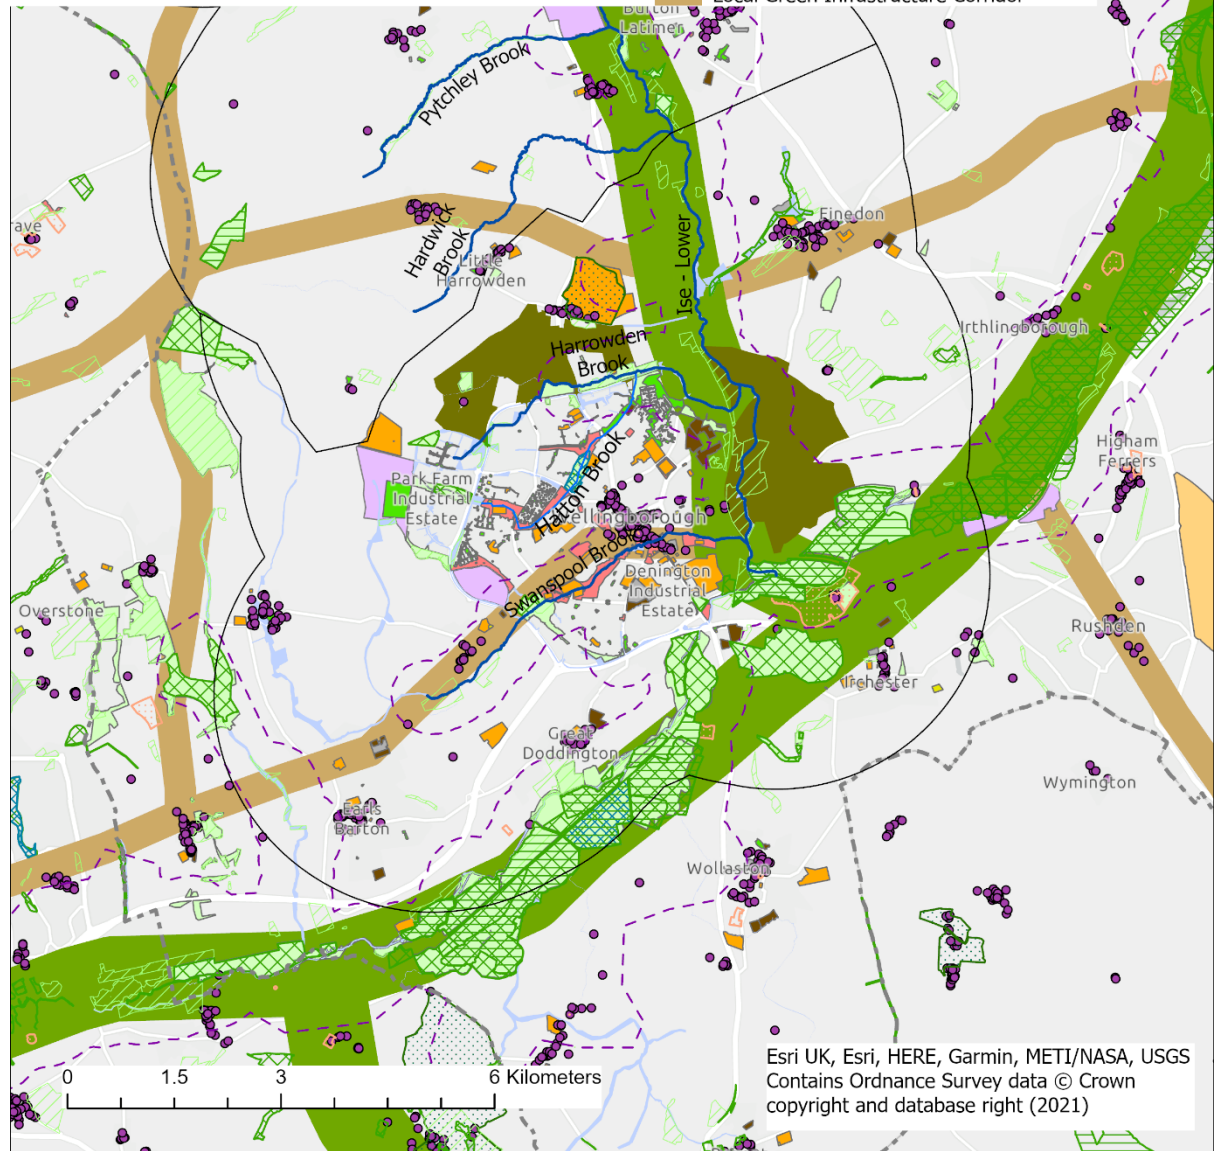 Local Green Infrastructure Corridor
Burton
Latimer
Pytchley Brook
Hardwick
Brook
Little
Harrowden
Ise - Lower
Finedon
ave
Irthlingborough
Harrowden
Brook
Higham
Ferrers
Park Farm
Industrial
Estate
Hatton Brook
ellingborough
Swanspool Brook
Denington
Industrial
Estate
Overstone
Rushden
Irchester
Great
Doddington
Wymington
Earls
Barton
Wollaston
0 1.5 3 6 Kilometers
Esri UK, Esri, HERE, Garmin, METI/NASA, USGS
Contains Ordnance Survey data © Crown
copyright and database right (2021)